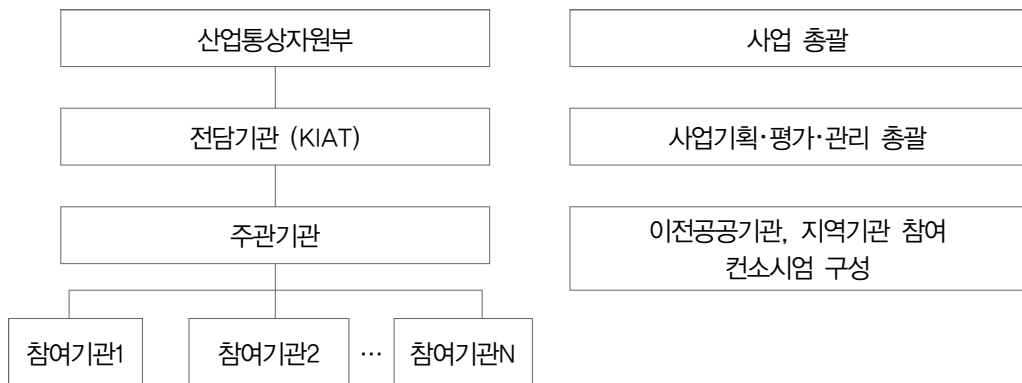 산업통상자원부
사업 총괄
전담기관 (KIAT)
사업기획·평가·관리 총괄
주관기관
이전공공기관, 지역기관 참여
컨소시엄 구성
참여기관1
참여기관2
···
참여기관N